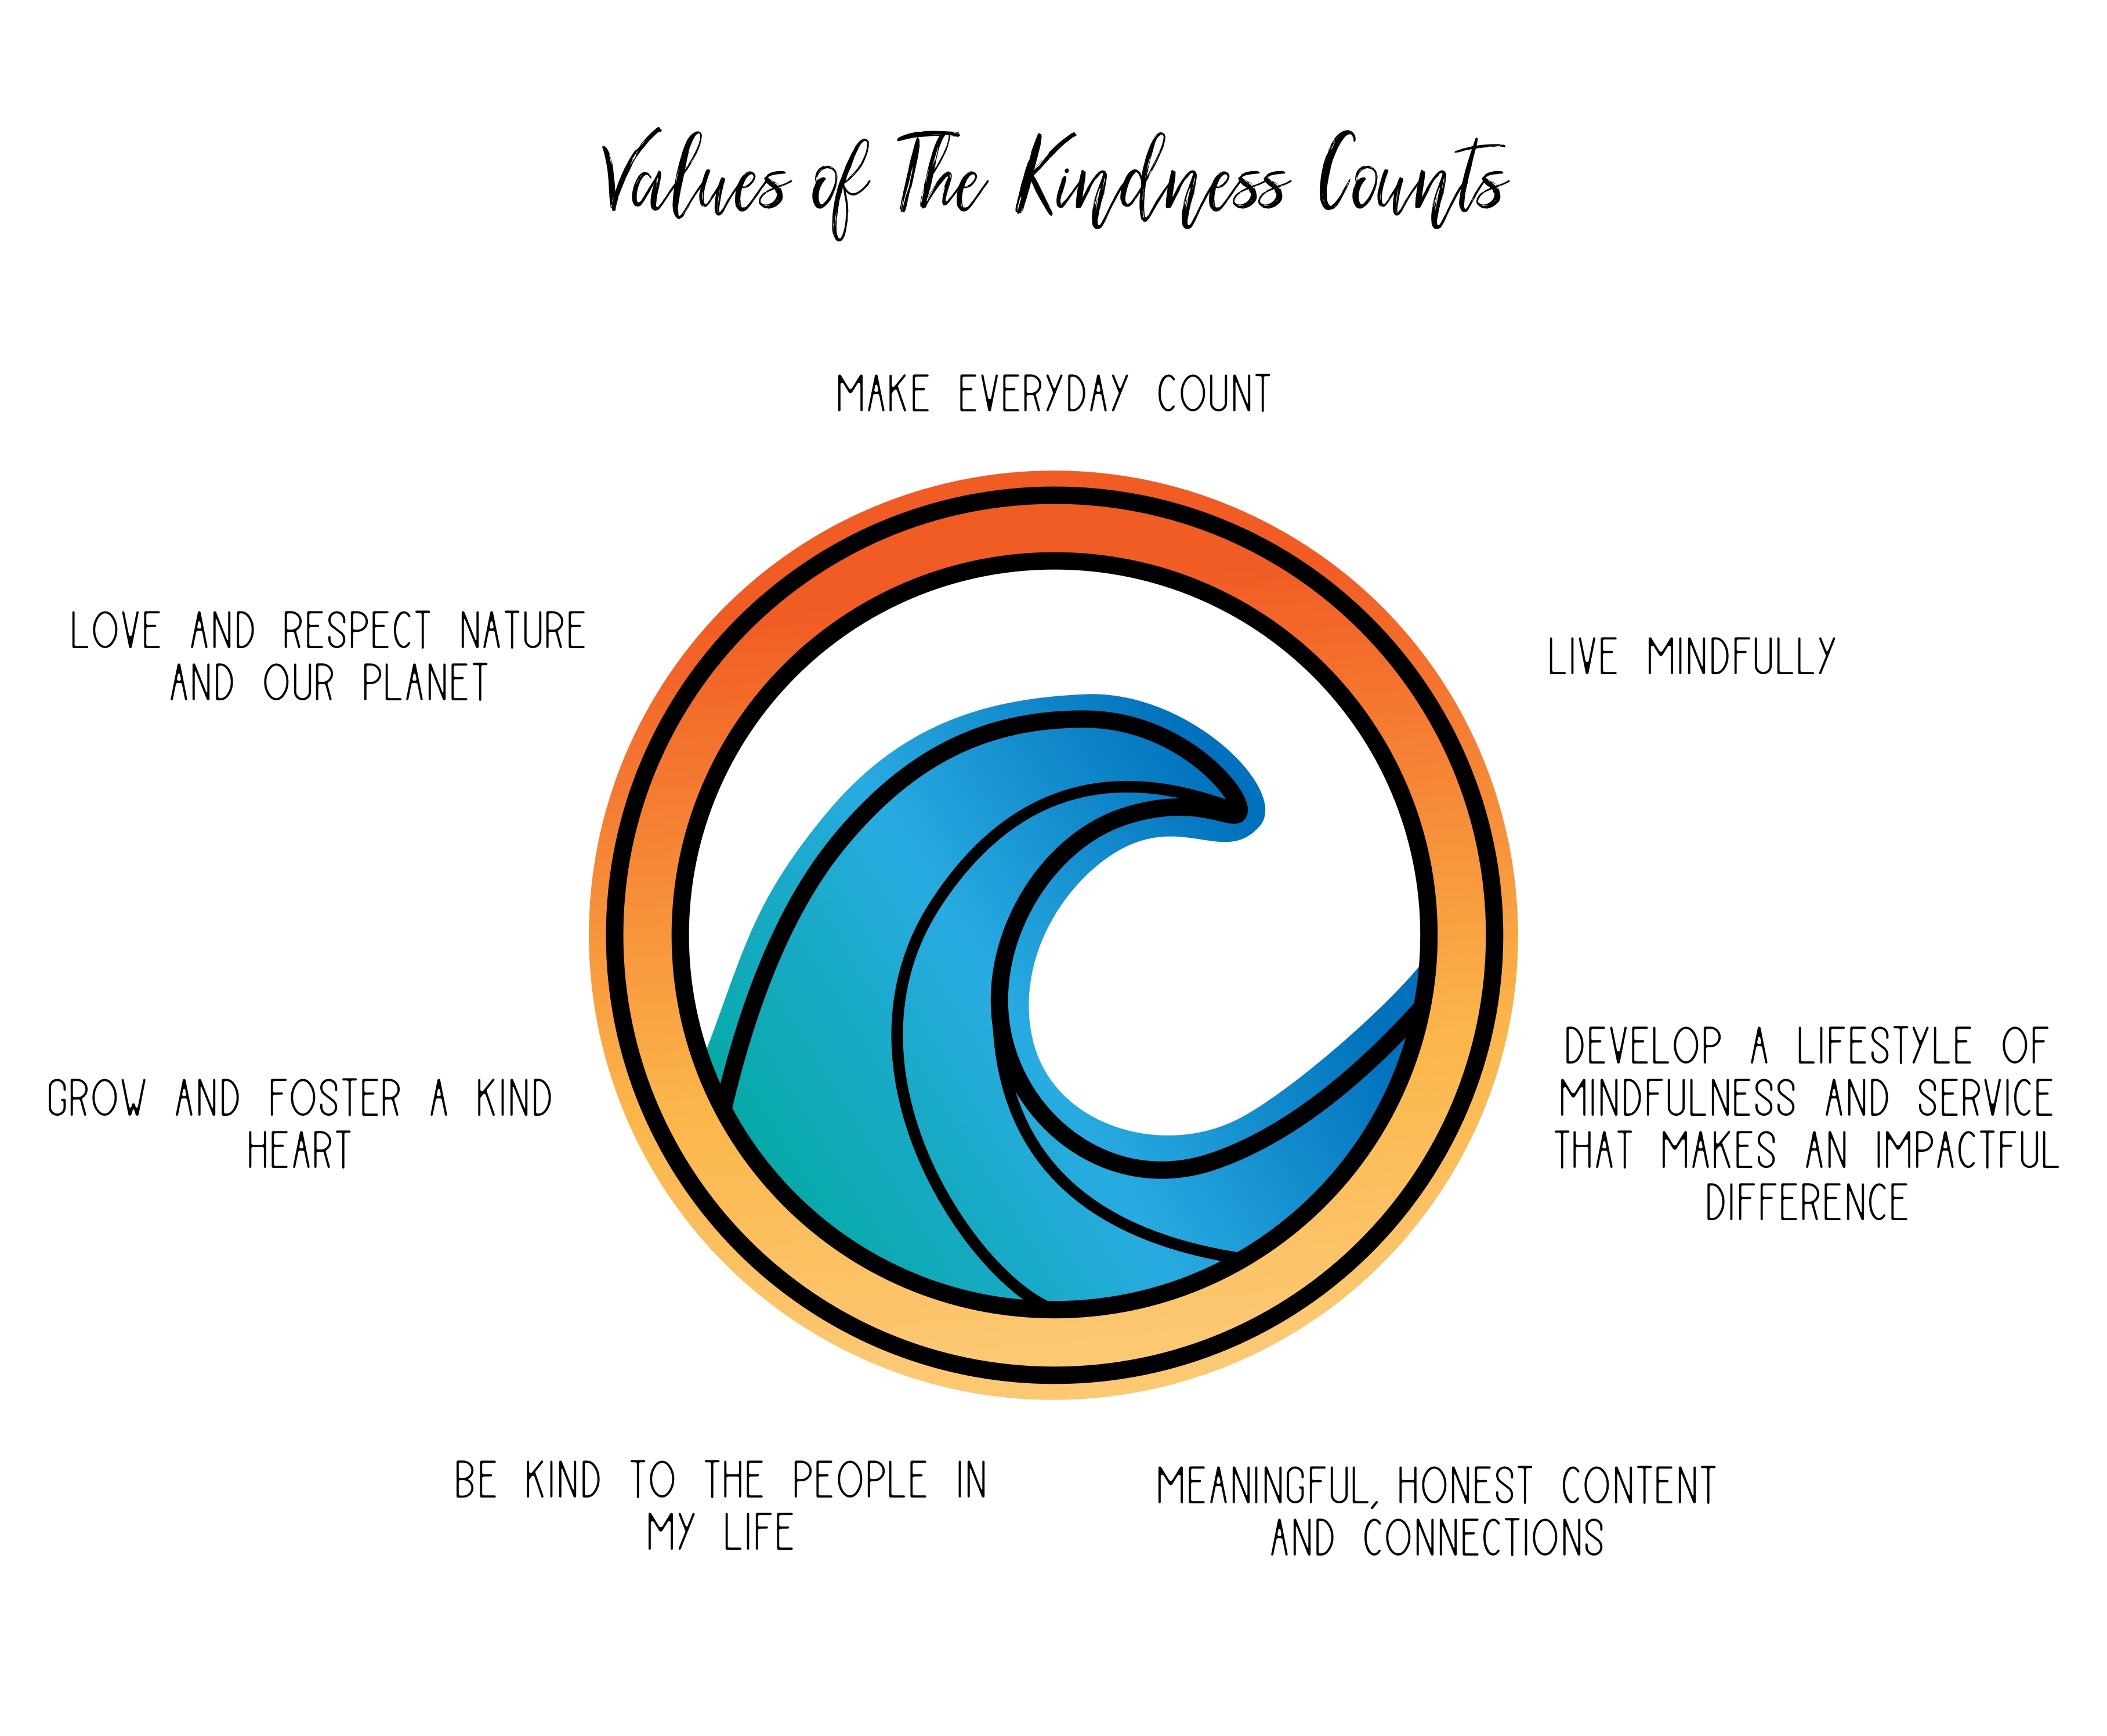 Values of The Kindness Counts
MAKE EVERYDAY COUNT
LOVE AND RESPECT NATURE
AND OUR PLANET
LIVE MINDFULLY
DEVELOP A LIFESTYLE OF
MINDFULNESS AND SERVICE
THAT MAKES AN IMPACTFUL
DIFFERENCE
GROW AND FOSTER A KIND
HEART
BE KIND TO THE PEOPLE IN
MY LIFE
MEANINGFUL, HONEST CONTENT
AND CONNECTIONS